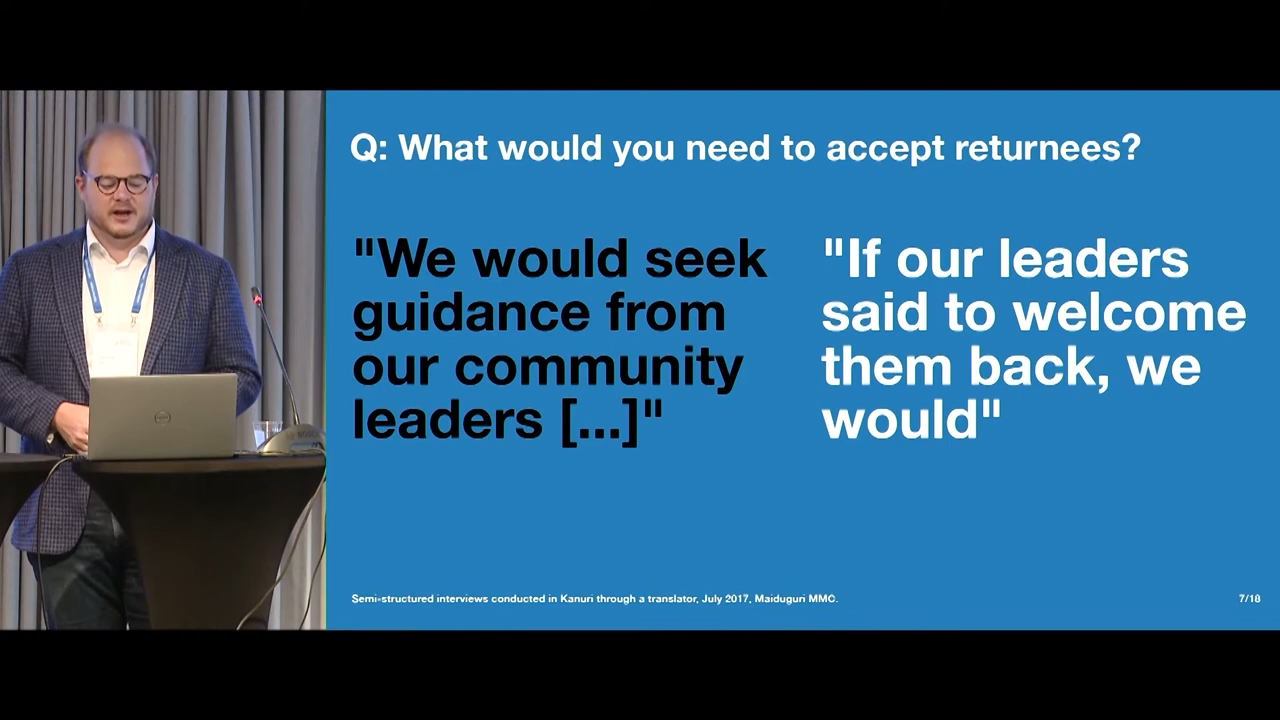 Q: What would you need to accept returnees?
"We would seek
guidance from
our community
leaders [...]"
"If our leaders
said to welcome
them back, we
would"
Semi-structured interviews conducted in Kanuri through a translator, July 2017, Maiduguri MMC.
7/18